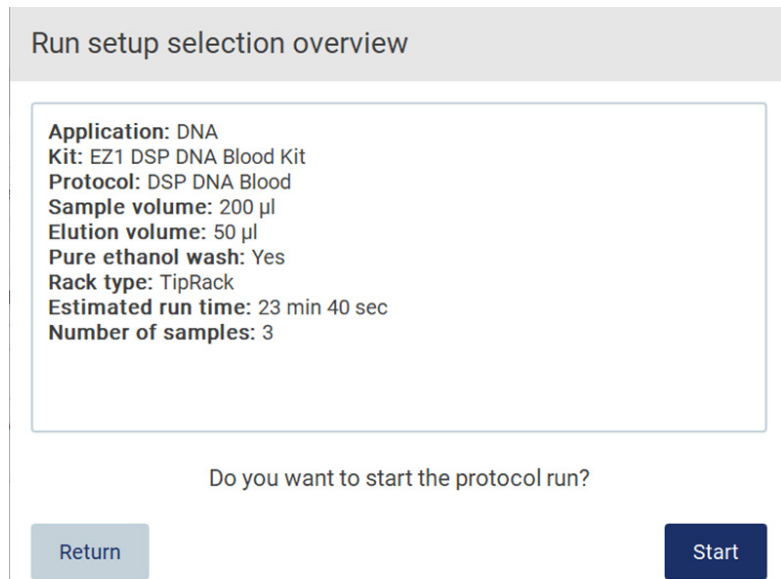 Run setup selection overview
Application: DNA
Kit: EZ1 DSP DNA Blood Kit
Protocol: DSP DNA Blood
Sample volume: 200 µl
Elution volume: 50 µl
Pure ethanol wash: Yes
Rack type: TipRack
Estimated run time: 23 min 40 sec
Number of samples: 3
Do you want to start the protocol run?
Return
Start